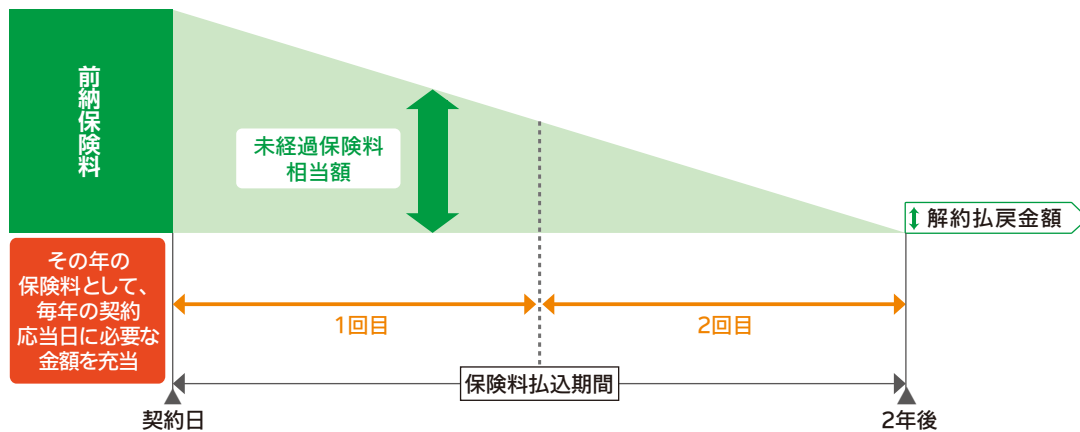 前納保険料
未経過保険料
相当額
解約払戻金額
その年の
保険料として、
毎年の契約
応当日に必要な
金額を充当
1回目
2回目
保険料払込期間
契約日
2年後